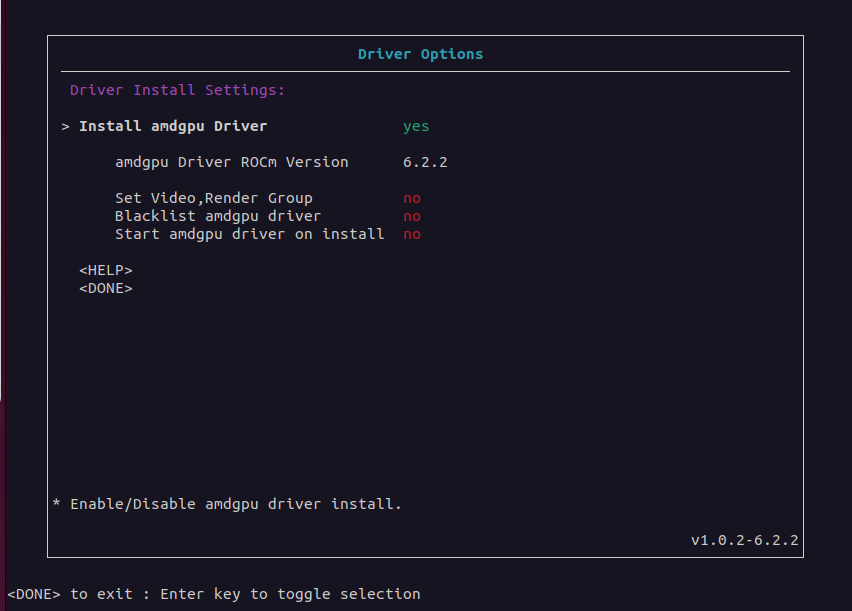 Driver Options
Driver Install Settings:
> Install amdgpu Driver yes
amdgpu Driver ROCm Version 6.2.2
Set Video,Render Group no
Blacklist amdgpu driver no
Start amdgpu driver on install no
<HELP>
<DONE>
* Enable/Disable amdgpu driver install.
v1.0.2-6.2.2
<DONE> to exit : Enter key to toggle selection